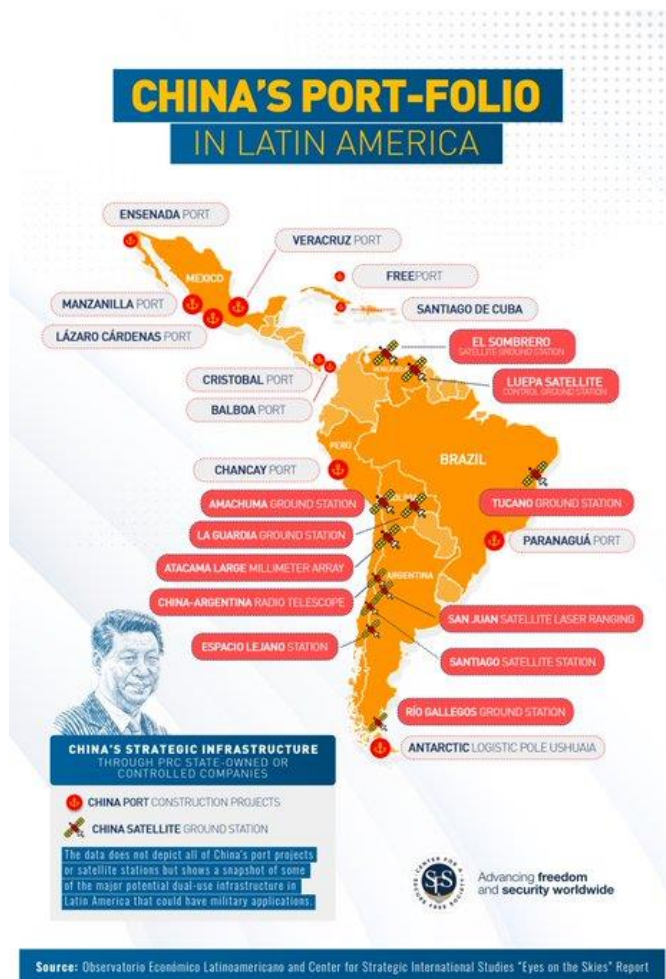 CHINA'S PORT-FOLIO
IN LATIN AMERICA
ENSENADA PORT
VERACRUZ PORT
MEXICO
FREEPORT
MANZANILLA PORT
SANTIAGO DE CUBA
LÁZARO CÁRDENAS PORT
EL SOMBRERO
SATELLITE GROUND STATION
CRISTOBAL PORT
LUEPA SATELLITE
CONTROL GROUND STATION
BALBOA PORT
PERÚ
BRAZIL
CHANCAY PORT
AMACHUMA GROUND STATION
TUCANO GROUND STATION
LA GUARDIA GROUND STATION
PARANAGUÁ PORT
ATACAMA LARGE MILLIMETER ARRAY
ARGENTINA
CHINA-ARGENTINA RADIO TELESCOPE
SAN JUAN SATELLITE LASER RANGING
ESPACIO LEJANO STATION
SANTIAGO SATELLITE STATION
RÍO GALLEGOS GROUND STATION
ANTARCTIC LOGISTIC POLE USHUAIA
CHINA'S STRATEGIC INFRASTRUCTURE
THROUGH PRC STATE-OWNED OR
CONTROLLED COMPANIES
CHINA PORT CONSTRUCTION PROJECTS
CHINA SATELLITE GROUND STATION
The data does not depict all of China's port projects
or satellite stations but shows a snapshot of some
of the major potential dual-use infrastructure in
Latin America that could have military applications.
CENTER FOR A
SECURE FREE SOCIETY
SFS
Advancing freedom
and security worldwide
Source: Observatorio Económico Latinoamericano and Center for Strategic International Studies "Eyes on the Skies" Report